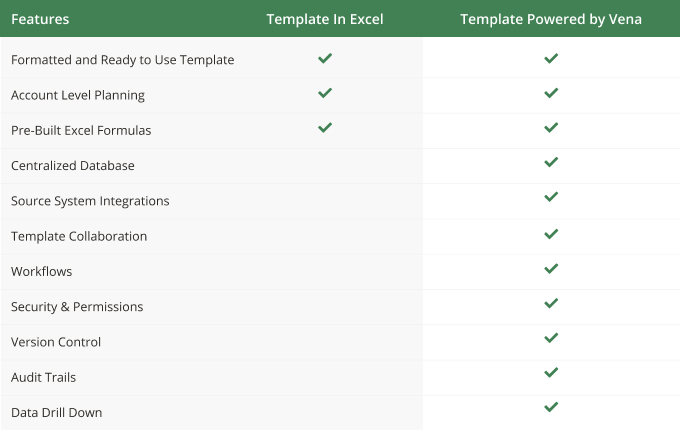 Features Template In Excel Template Powered by Vena
Formatted and Ready to Use Template ✓ ✓
Account Level Planning ✓ ✓
Pre-Built Excel Formulas ✓ ✓
Centralized Database ✓
Source System Integrations ✓
Template Collaboration ✓
Workflows ✓
Security & Permissions ✓
Version Control ✓
Audit Trails ✓
Data Drill Down ✓